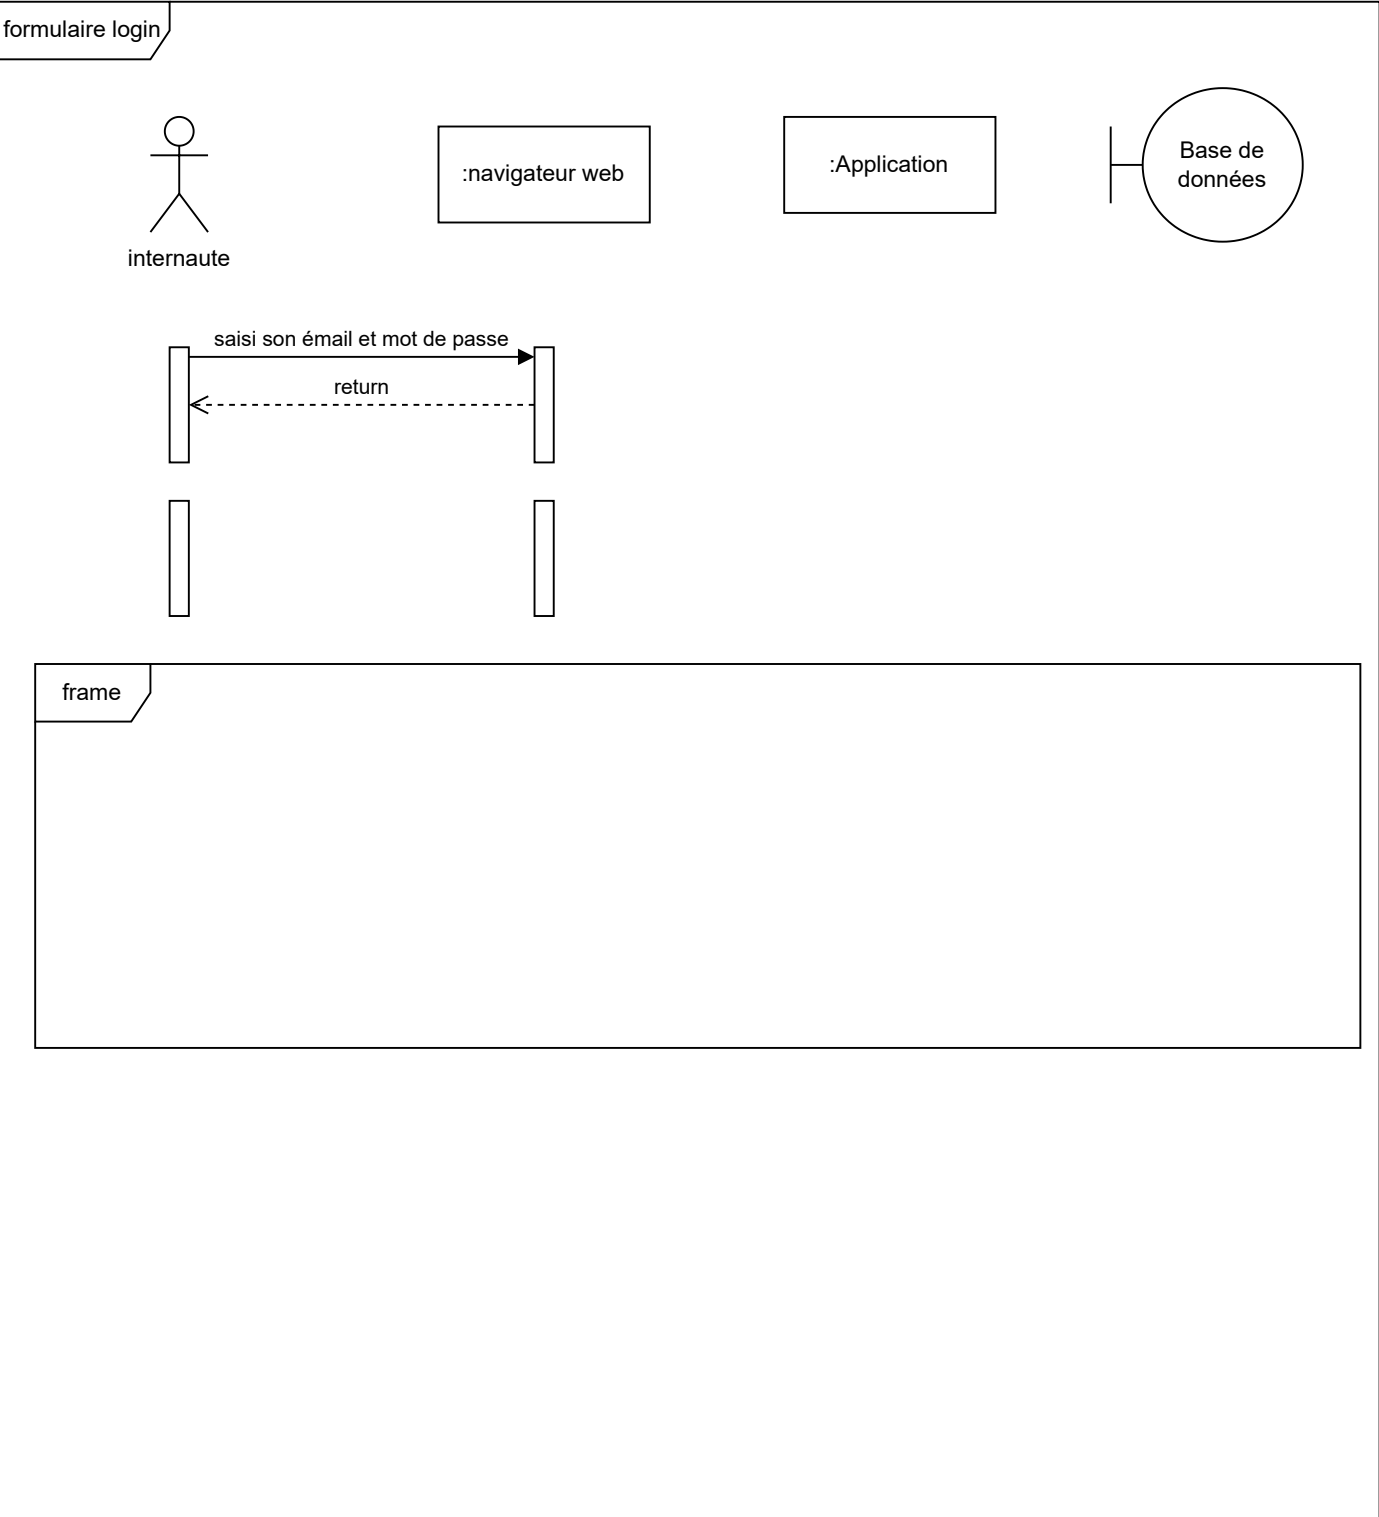 formulaire login
:navigateur web
:Application
Base de
données
internaute
saisi son émail et mot de passe
return
frame